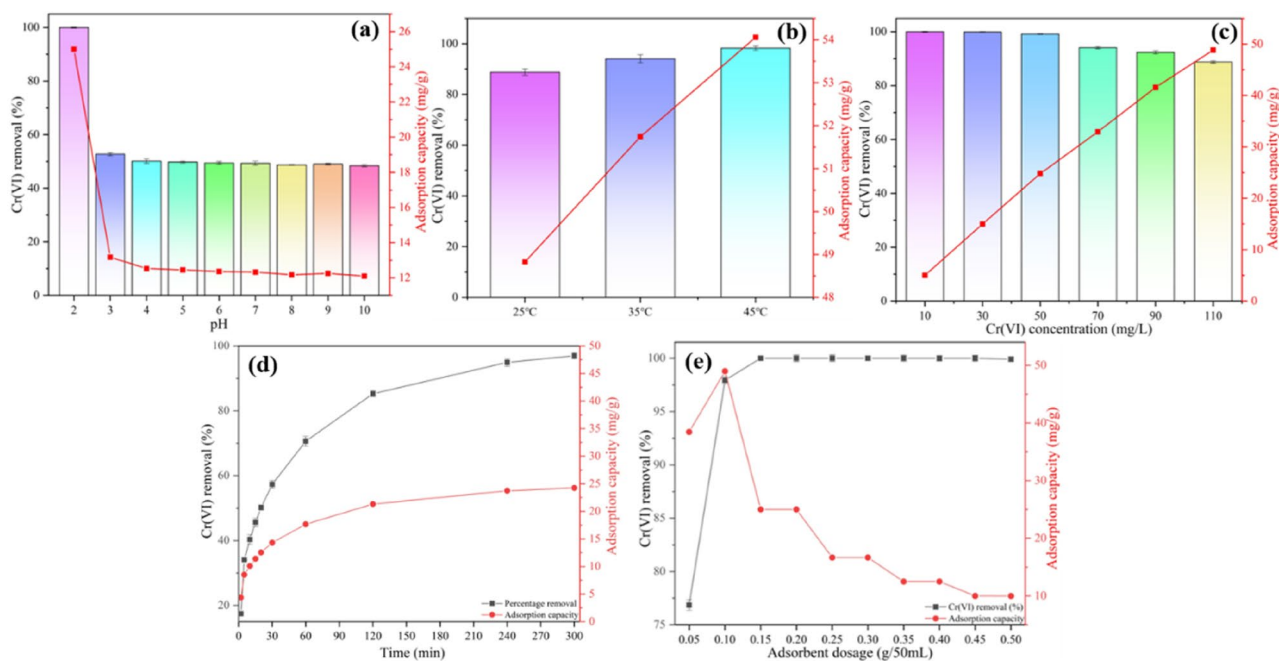 (a)
Cr(VI) removal (%)
100
80
60
40
20
0
2 3 4 5 6 7 8 9 10
pH
26
24
22
20
18
16
14
12
Adsorption capacity (mg/g)
(b)
Cr(VI) removal (%)
100
80
60
40
20
0
25°C 35°C 45°C
54
53
52
51
54
50
49
48
Adsorption capacity (mg/g)
(c)
Cr(VI) removal (%)
100
80
60
40
20
0
10 30 50 70 90 110
Cr(VI) concentration (mg/L)
50
40
30
20
10
5
0
Adsorption capacity (mg/g)
(d)
Cr(VI) removal (%)
100
80
60
40
20
0 30 60 90 120 150 180 210 240 270 300
Time (min)
50
45
40
35
30
25
20
15
10
5
0
Adsorption capacity (mg/g)
Percentage removal
Adsorption capacity
(e)
Cr(VI) removal (%)
100
95
90
85
80
75
0.05 0.10 0.15 0.20 0.25 0.30 0.35 0.40 0.45 0.50
Adsorbent dosage (g/50mL)
50
40
30
20
10
Adsorption capacity (mg/g)
Cr(VI) removal (%)
Adsorption capacity